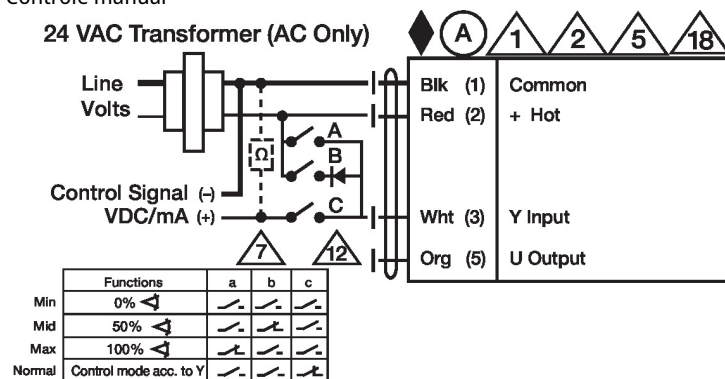 Controle manual
24 VAC Transformer (AC Only)
A 1 2 5 18
Line
Volts
Blk (1) Common
Red (2) + Hot
A
Ω
B
Control Signal (-)
VDC/mA (+)
C
Wht (3) Y Input
7 12
Org (5) U Output
Functions a b c
Min 0%
Mid 50%
Max 100%
Normal Control mode acc. to Y